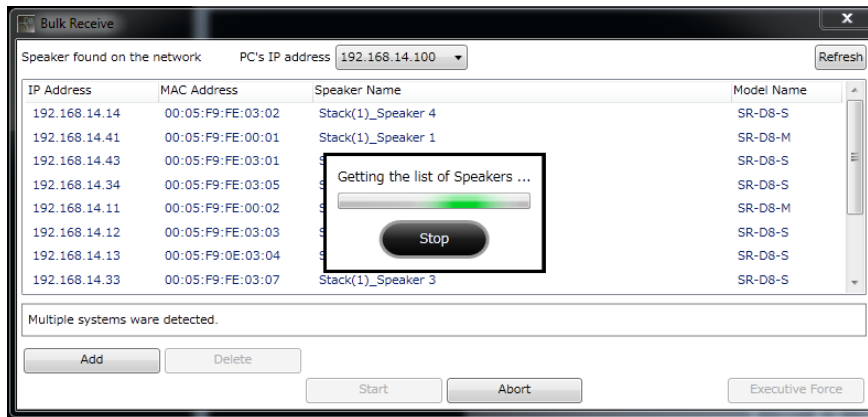 Bulk Receive
x
Speaker found on the network PC's IP address 192.168.14.100 Refresh
IP Address MAC Address Speaker Name Model Name
192.168.14.14 00:05:F9:FE:03:02 Stack(1)_Speaker 4 SR-D8-S
192.168.14.41 00:05:F9:FE:00:01 Stack(1)_Speaker 1 SR-D8-M
192.168.14.43 00:05:F9:FE:03:01 S SR-D8-S
Getting the list of Speakers ...
192.168.14.34 00:05:F9:FE:03:05 S SR-D8-S
192.168.14.11 00:05:F9:FE:00:02 S SR-D8-M
192.168.14.12 00:05:F9:FE:03:03 S SR-D8-S
Stop
192.168.14.13 00:05:F9:0E:03:04 S SR-D8-S
192.168.14.33 00:05:F9:FE:03:07 Stack(1)_Speaker 3 SR-D8-S
Multiple systems ware detected.
Add Delete
Start Abort Executive Force